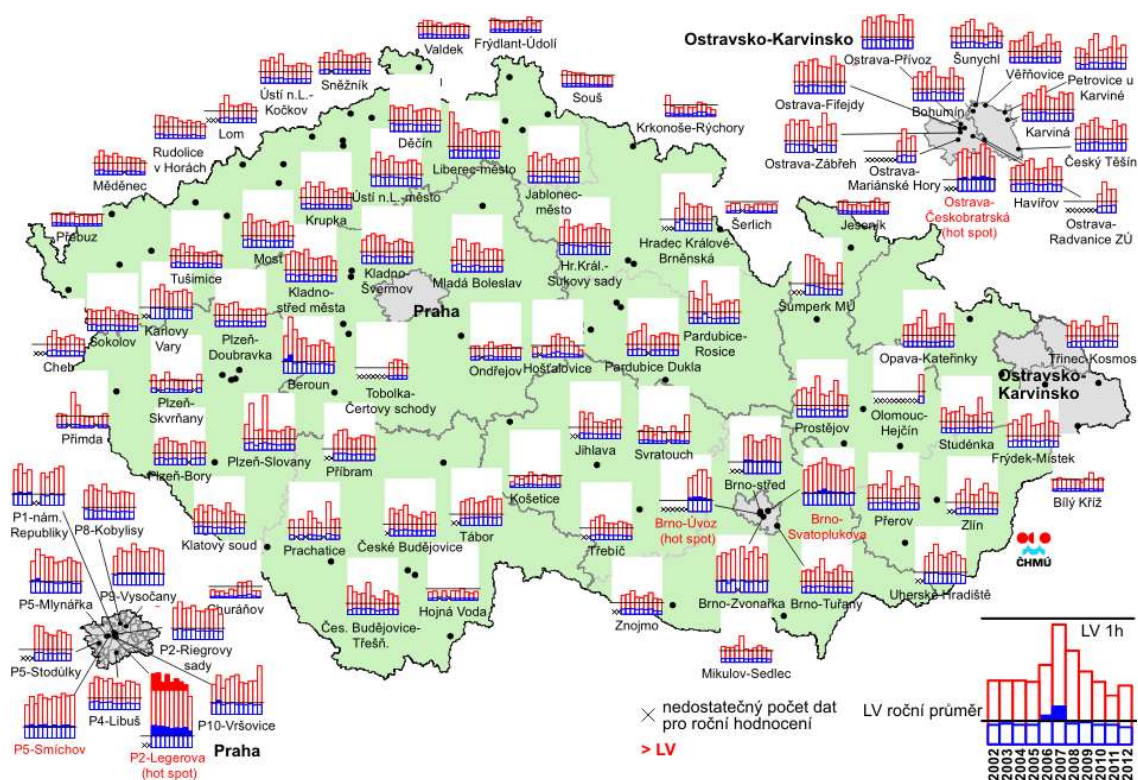 Valdek
Frýdlant-Údolí
Ostravsko-Karvinsko
Ostrava-Přívoz
Šunychl
Věřňovice
Petrovice u
Karviné
Ústí n.L.-
Kočkov
Sněžník
Souš
Ostrava-Fifejdy
Bohumín
Karviná
Lom
Krkonoše-Rýchory
Rudolice
v Horách
Děčín
Liberec-město
Ostrava-Zábřeh
Ostrava-
Mariánské Hory
Český Těšín
Měděnec
Ústí n.L.-město
Jablonec-
město
Ostrava-
Českobratrská
(hot spot)
Havířov
Ostrava-
Radvanice ZÚ
Přebuz
Krupka
Šerlich
Jeseník
Hradec Králové-
Brněnská
Most
Tušimice
Kladno-
střed města
Kladno-
Švermov
Mladá Boleslav
Hr.Král.-
Sukovy sady
Šumperk MÚ
Praha
Sokolov
Karlovy
Vary
Plzeň-
Doubravka
Pardubice-
Rosice
Cheb
Beroun
Ondřejov
Hošťalovice
Pardubice Dukla
Opava-Kateřinky
Třinec-Kosmos
Ostravsko-
Karvinsko
Tobolka-
Čertovy schody
Plzeň-
Skvrňany
Prostějov
Olomouc-
Hejčín
Přimda
Studénka
Plzeň-Slovany
Jihlava
Svratouch
Frýdek-Místek
Plzeň-Bory
Příbram
Košetice
Brno-střed
Bílý Kříž
P1-nám.
Republiky
P8-Kobylisy
Brno-Úvoz
(hot spot)
Brno-
Svatoplukova
Přerov
Zlín
Klatovy soud
Prachatice
České Budějovice
Tábor
Třebíč
ČHMÚ
P5-Mlynářka
P9-Vysočany
Churáňov
Brno-Zvonařka
Brno-Tuřany
Uherské Hradiště
Hojná Voda
Čes. Budějovice-
Třešň.
Znojmo
P5-Stodůlky
P2-Riegrovy
sady
Mikulov-Sedlec
P4-Libuš
P10-Vršovice
P5-Smíchov
P2-Legerova
(hot spot)
Praha
nedostatečný počet dat
pro roční hodnocení
> LV
LV 1h
LV roční průměr
2002
2003
2004
2005
2006
2007
2008
2009
2010
2011
2012